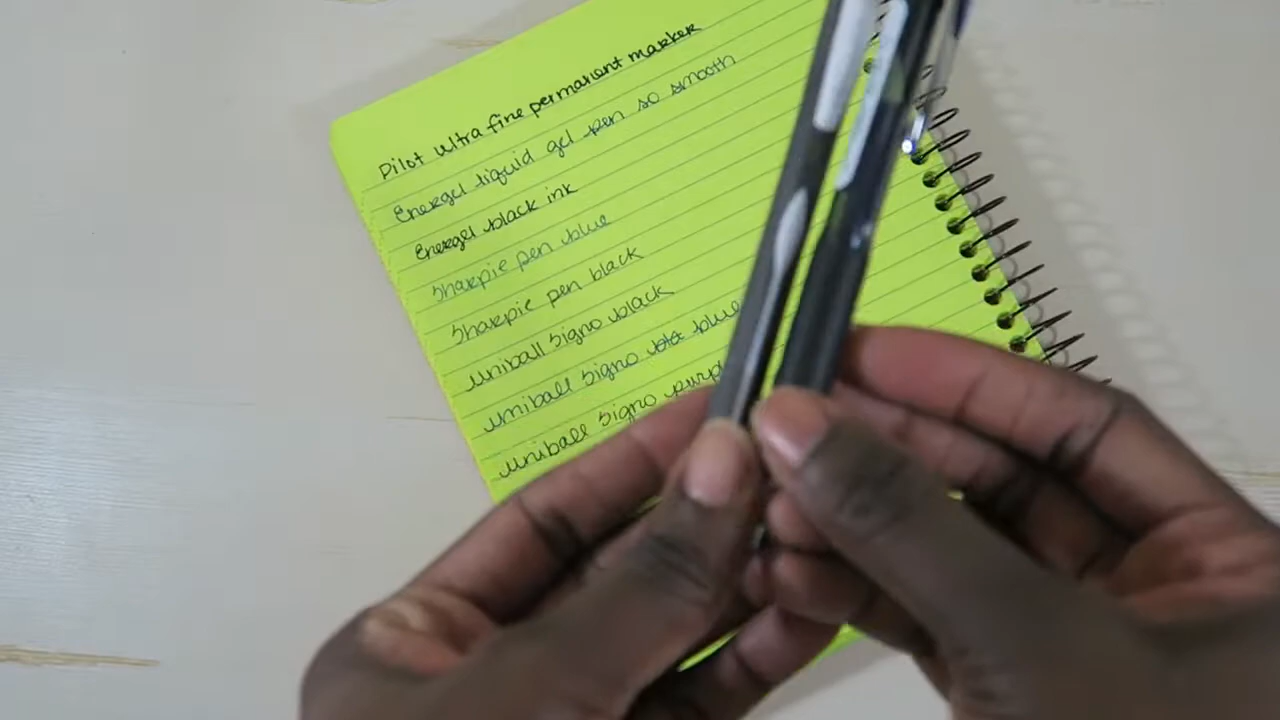 Pilot ultra fine permanent marker
Energel liquid gel pen so smooth
Energel black ink
Sharpie pen blue
Sharpie pen black
uniball Signo black
uniball Signo blue
uniball Signo